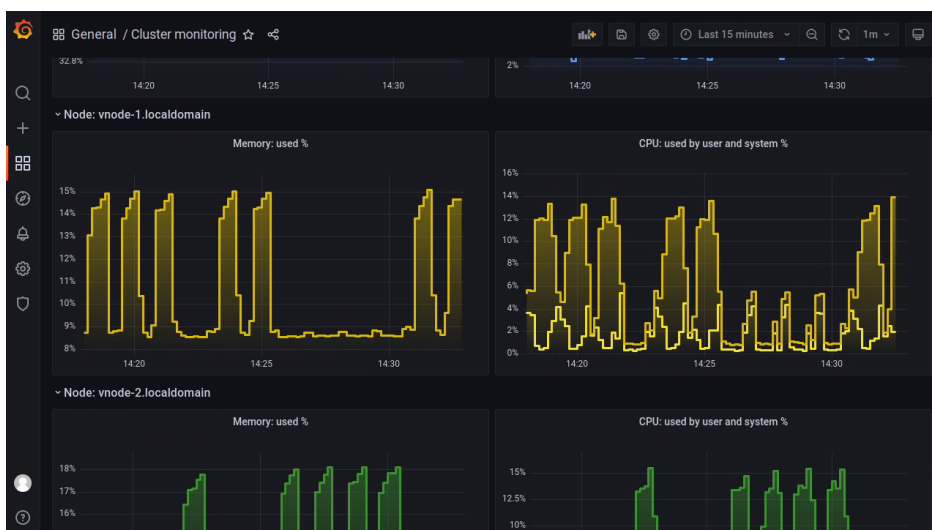 General / Cluster monitoring
Last 15 minutes
1m
32.8%
14:20 14:25 14:30
2%
14:20 14:25 14:30
Node: vnode-1.localdomain
Memory: used %
15%
14%
13%
12%
11%
10%
9%
8%
14:20 14:25 14:30
CPU: used by user and system %
16%
14%
12%
10%
8%
6%
4%
2%
0%
14:20 14:25 14:30
Node: vnode-2.localdomain
Memory: used %
18%
17%
16%
CPU: used by user and system %
15%
12.5%
10%